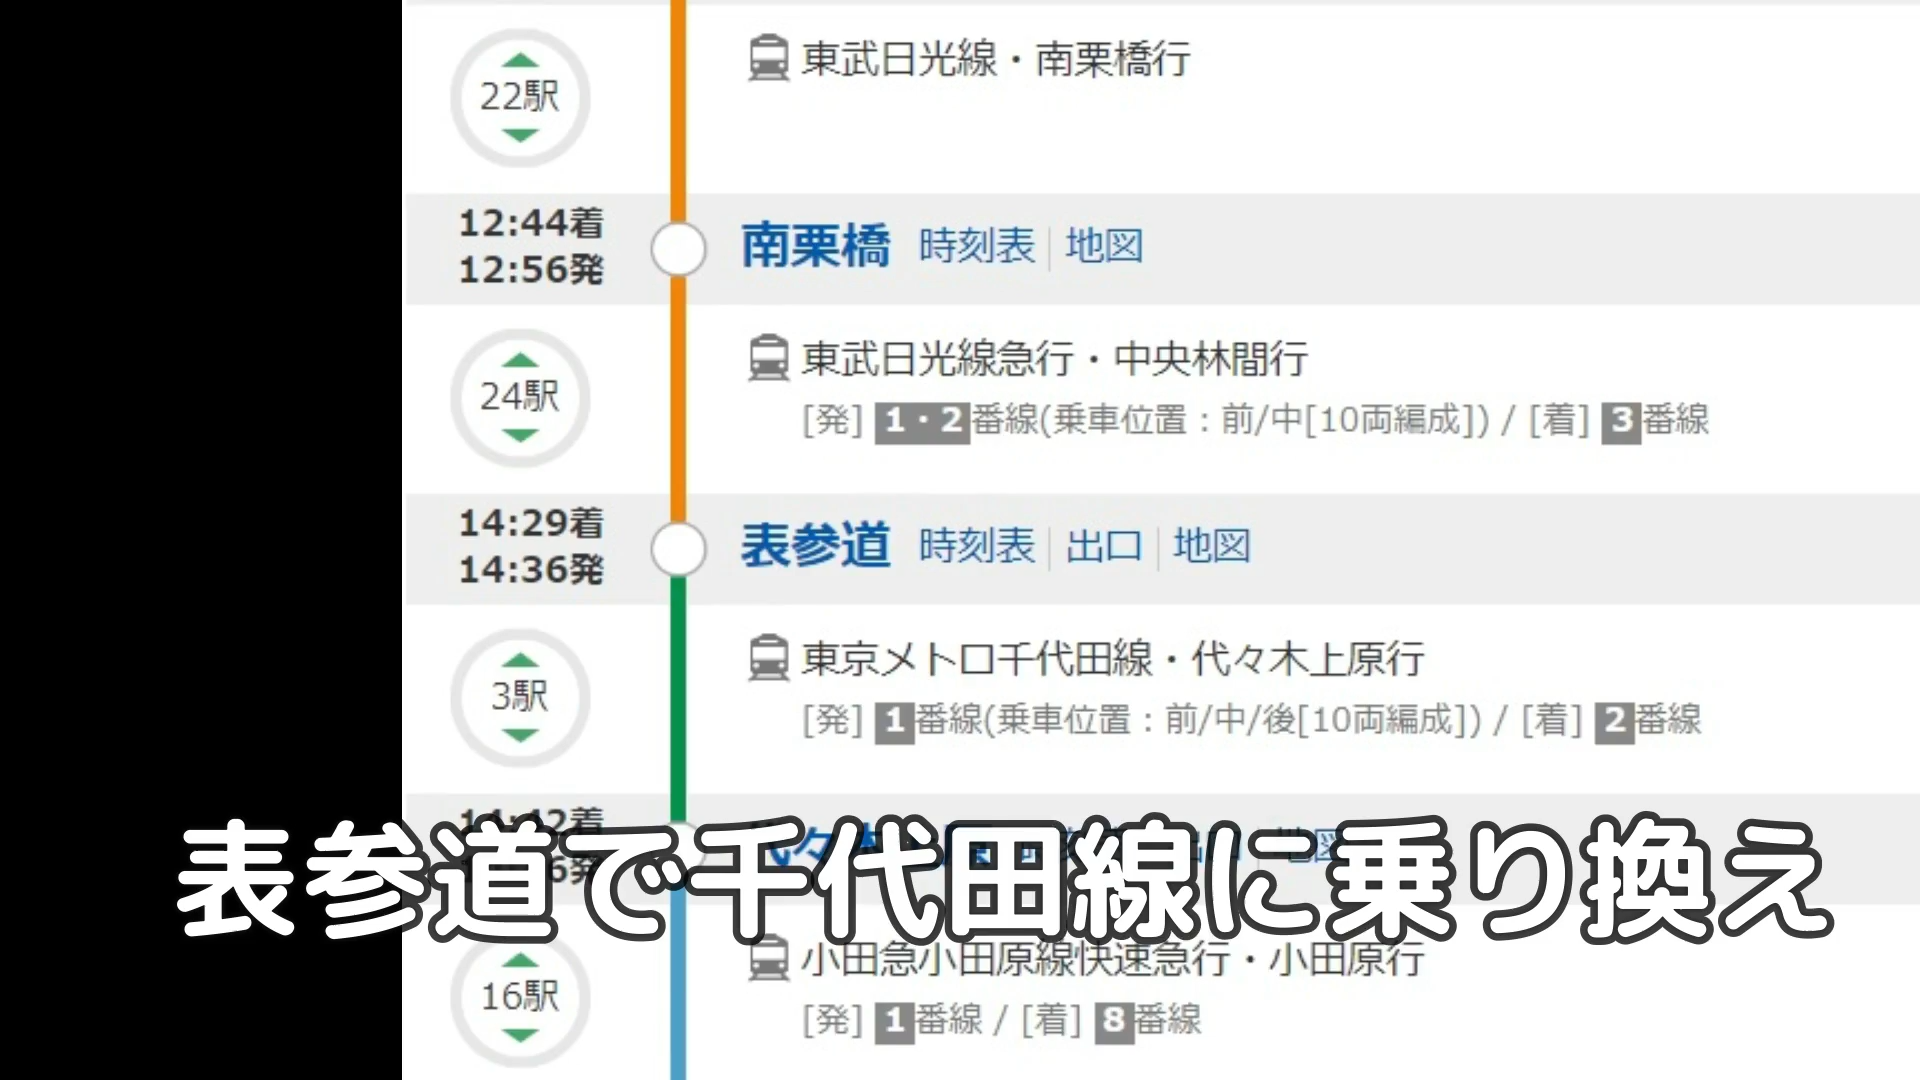 22駅
東武日光線・南栗橋行
12:44着
12:56発
南栗橋 時刻表 地図
24駅
東武日光線急行・中央林間行
[発] 1・2番線(乗車位置：前/中[10両編成]) / [着] 3番線
14:29着
14:36発
表参道 時刻表 出口 地図
3駅
東京メトロ千代田線・代々木上原行
[発] 1番線(乗車位置：前/中/後[10両編成]) / [着] 2番線
表参道で千代田線に乗り換え
16駅
小田急小田原線快速急行・小田原行
[発] 1番線 / [着] 8番線